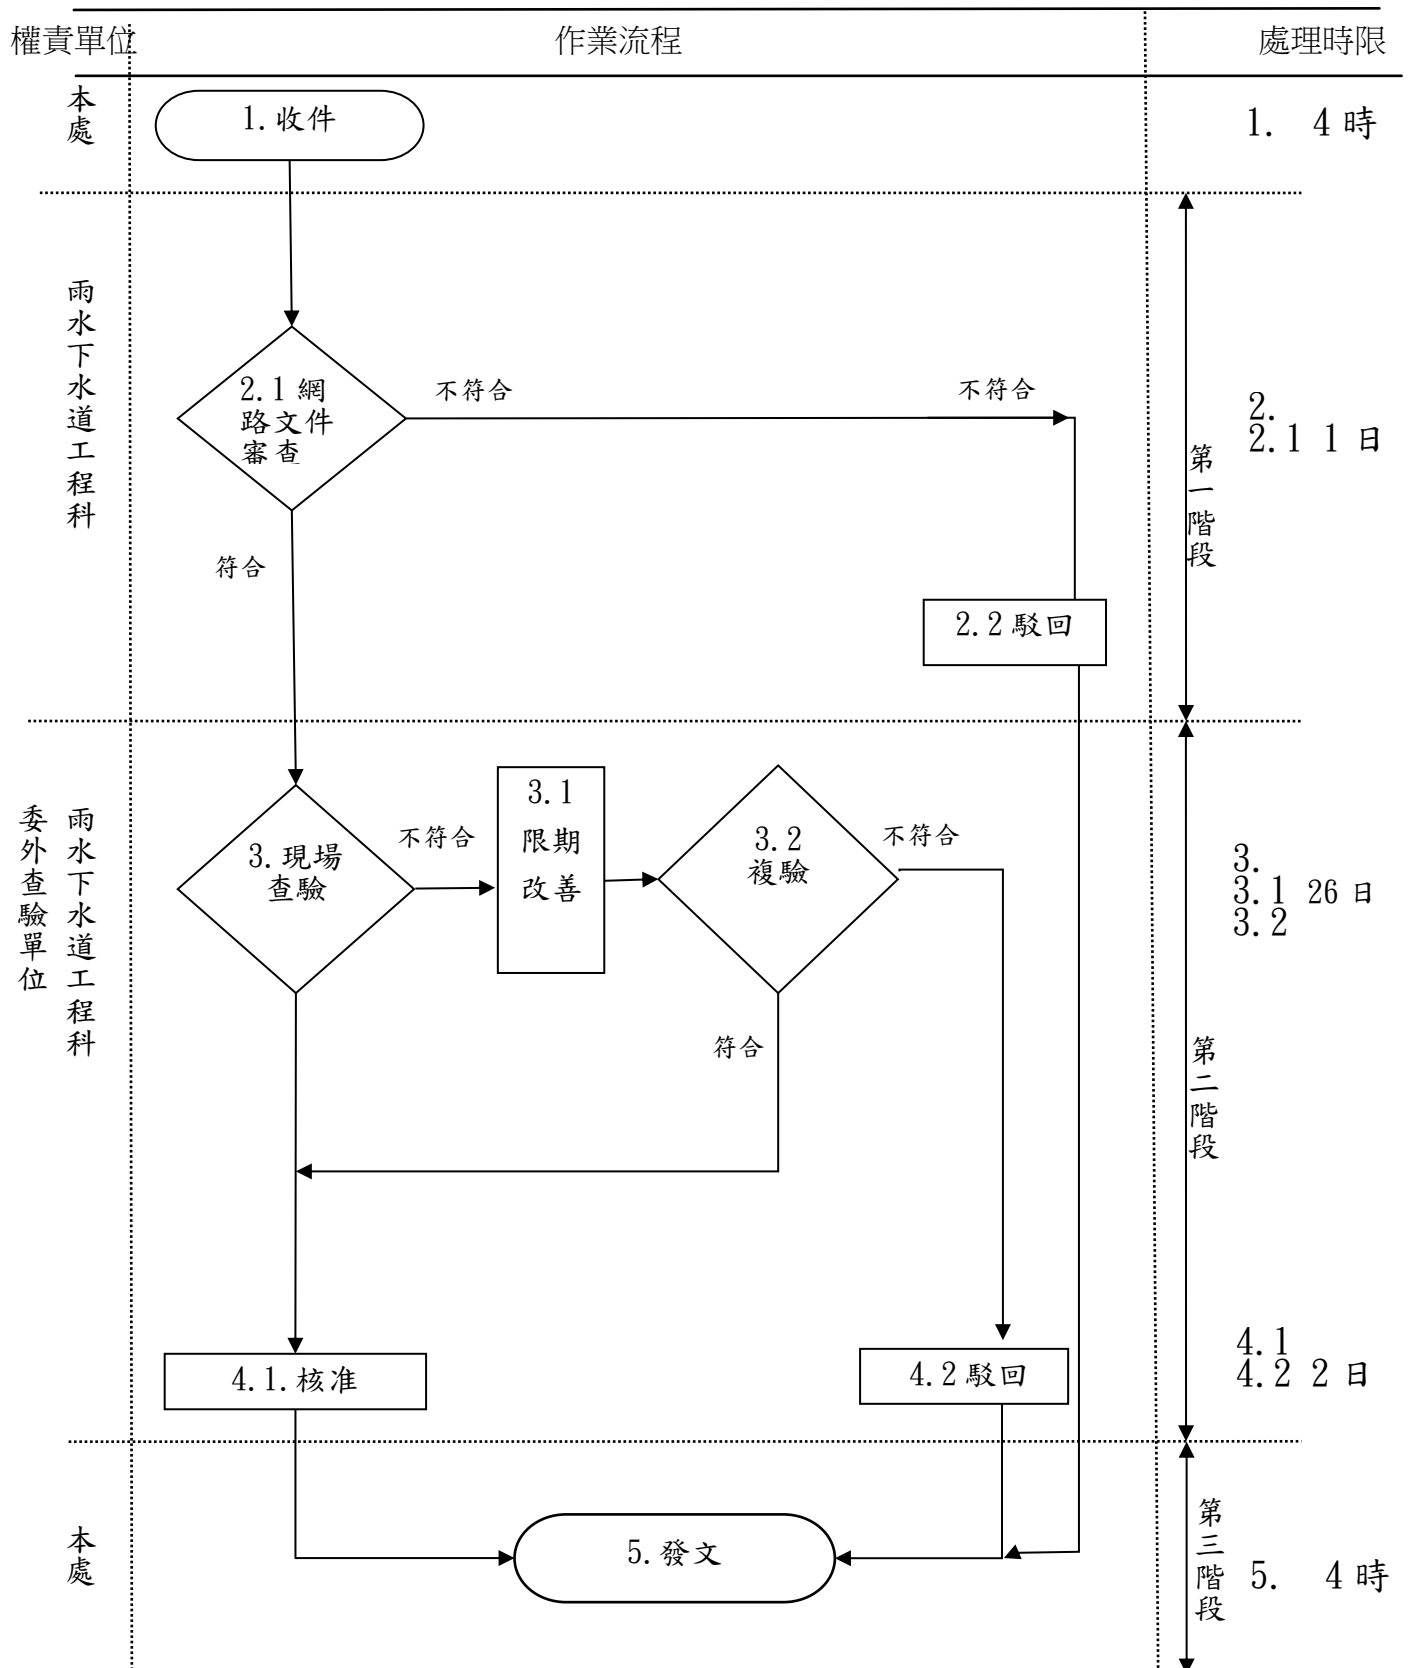 權責單位 作業流程 處理時限
本處
1.收件
1. 4時
雨水下水道工程科
2.1網
路文件
審查
不符合
不符合
2.
2.1 1日
第一階段
符合
2.2駁回
委外查驗單位
雨水下水道工程科
3.現場
查驗
不符合
3.1
限期
改善
3.2
複驗
不符合
3.
3.1 26日
3.2
符合
第二階段
4.1.核准
4.2駁回
4.1
4.2 2日
本處
5.發文
第三階段
5. 4時